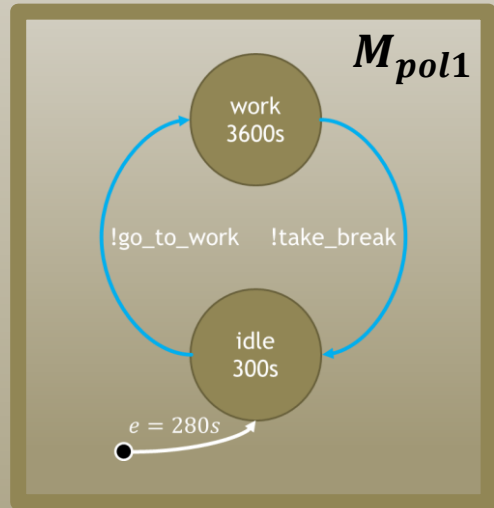 M_pol1
work
3600s
!go_to_work
!take_break
idle
300s
e = 280s